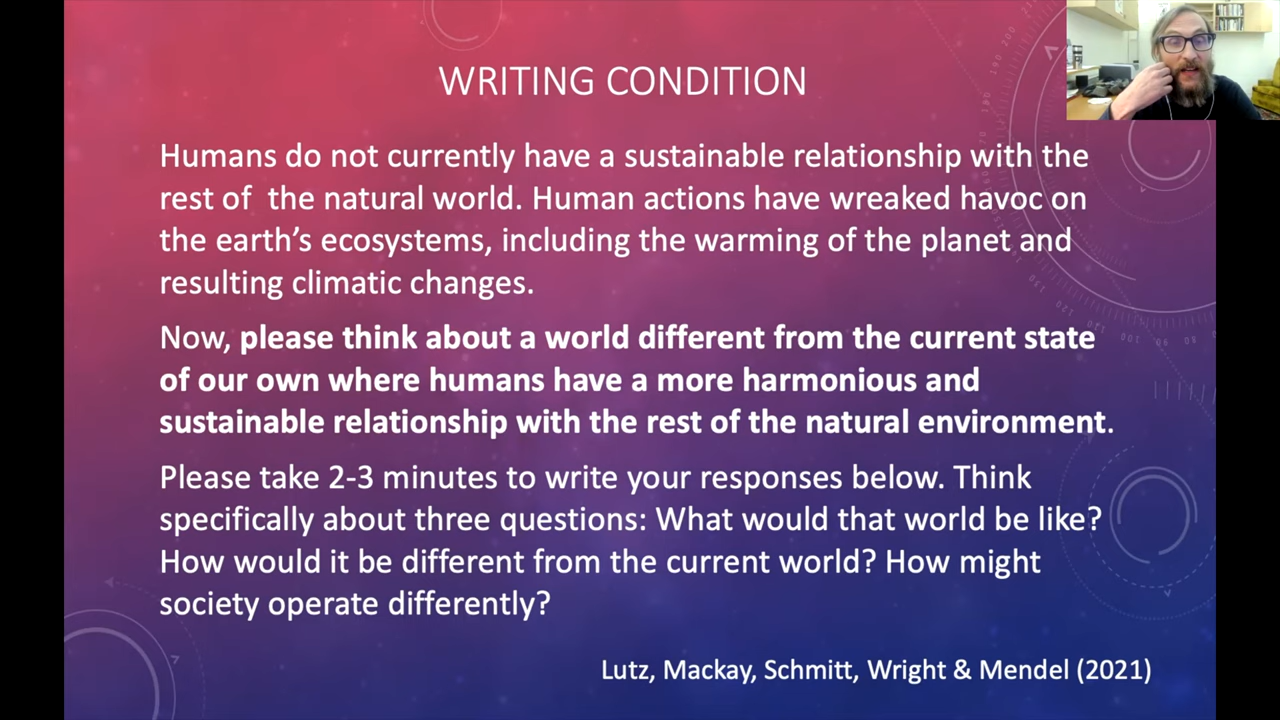 WRITING CONDITION
Humans do not currently have a sustainable relationship with the
rest of  the natural world. Human actions have wreaked havoc on
the earth’s ecosystems, including the warming of the planet and
resulting climatic changes.
Now, please think about a world different from the current state
of our own where humans have a more harmonious and
sustainable relationship with the rest of the natural environment.
Please take 2-3 minutes to write your responses below. Think
specifically about three questions: What would that world be like?
How would it be different from the current world? How might
society operate differently?
Lutz, Mackay, Schmitt, Wright & Mendel (2021)